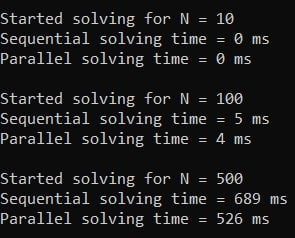 Started solving for N = 10
Sequential solving time = 0 ms
Parallel solving time = 0 ms
Started solving for N = 100
Sequential solving time = 5 ms
Parallel solving time = 4 ms
Started solving for N = 500
Sequential solving time = 689 ms
Parallel solving time = 526 ms